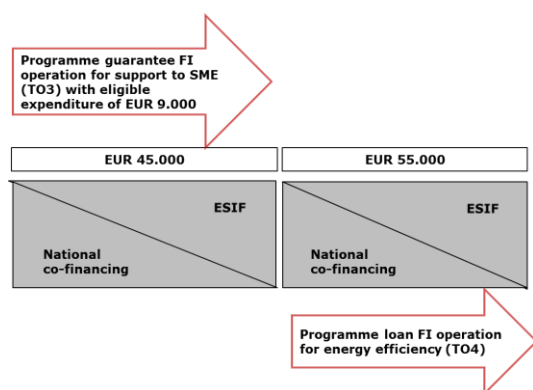 Programme guarantee FI
operation for support to SME
(TO3) with eligible
expenditure of EUR 9.000
EUR 45.000
EUR 55.000
ESIF
ESIF
National
co-financing
National
co-financing
Programme loan FI operation
for energy efficiency (TO4)